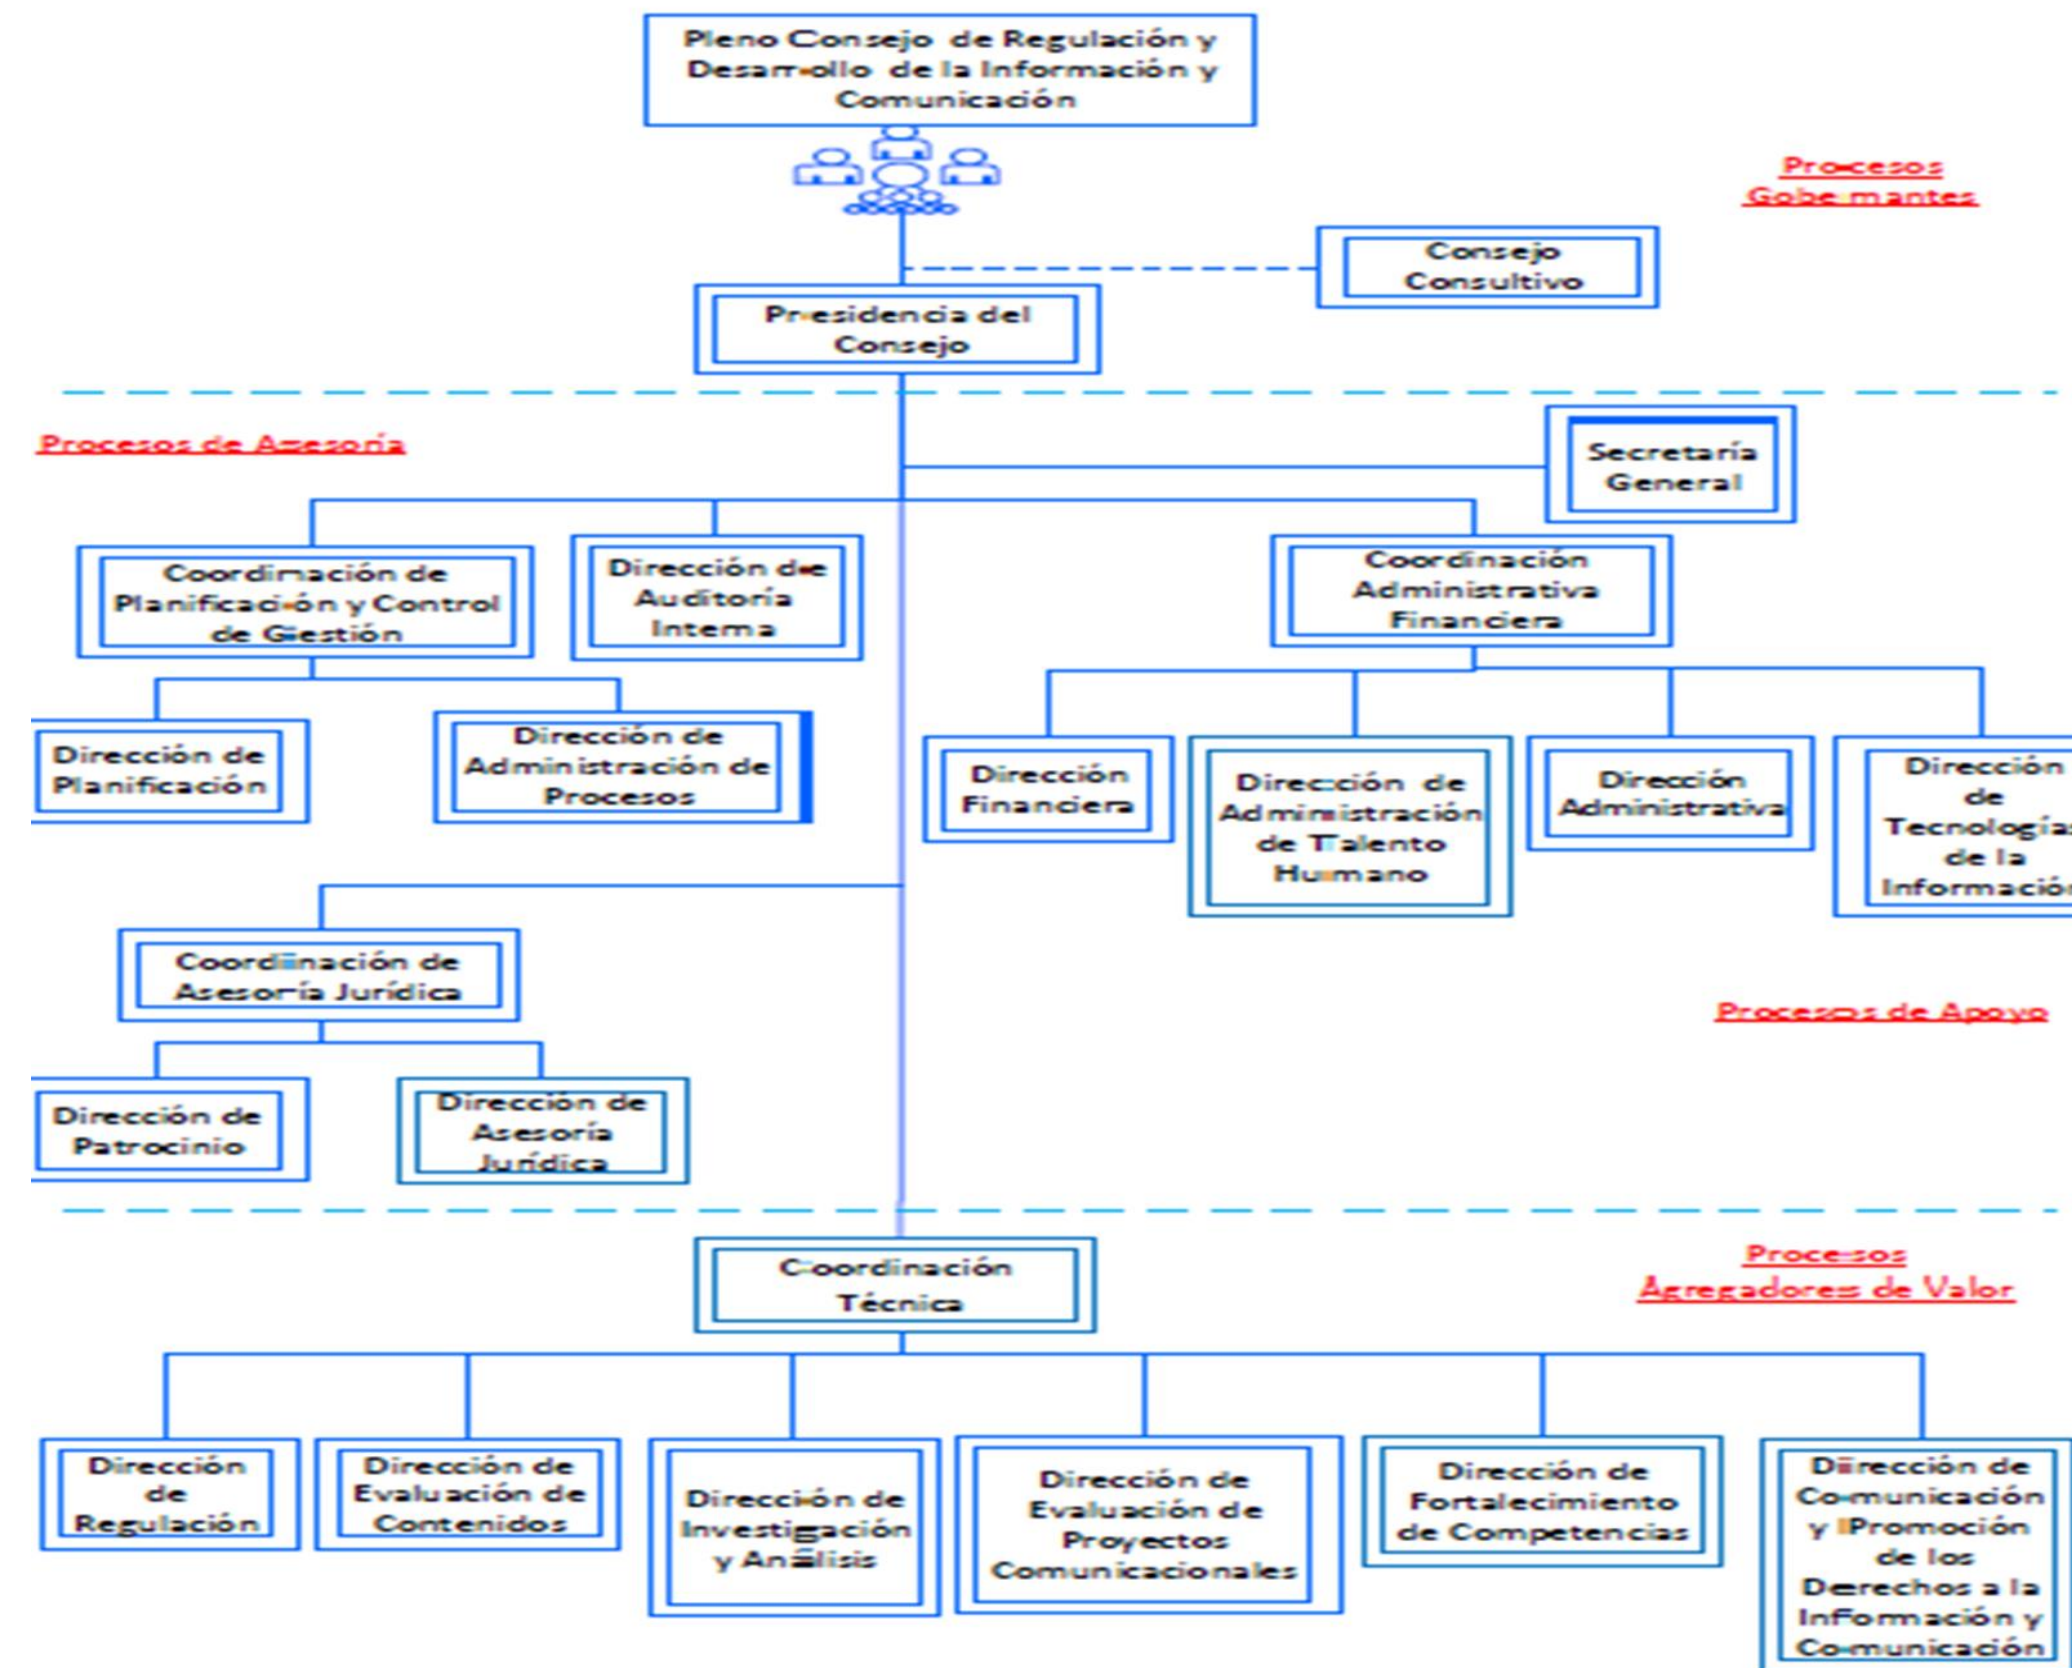 Pleno Consejo de Regulación y
Desarrollo de la Información y
Comunicación
Procesos
Gobernantes
Consejo
Consultivo
Presidencia del
Consejo
Procesos de Asesoría
Secretaría
General
Coordinación de
Planificación y Control
de Gestión
Dirección de
Auditoría
Interna
Coordinación
Administrativa
Financiera
Dirección de
Planificación
Dirección de
Administración de
Procesos
Dirección
Financiera
Dirección de
Administración
de Talento
Humano
Dirección
Administrativa
Dirección
de
Tecnologías
de la
Información
Coordinación de
Asesoría Jurídica
Procesos de Apoyo
Dirección de
Patrocinio
Dirección de
Asesoría
Jurídica
Coordinación
Técnica
Procesos
Agregadores de Valor
Dirección
de
Regulación
Dirección de
Evaluación de
Contenidos
Dirección de
Investigación
y Análisis
Dirección de
Evaluación de
Proyectos
Comunicacionales
Dirección de
Fortalecimiento
de Competencias
Dirección de
Comunicación
y Promoción
de los
Derechos a la
Información y
Comunicación